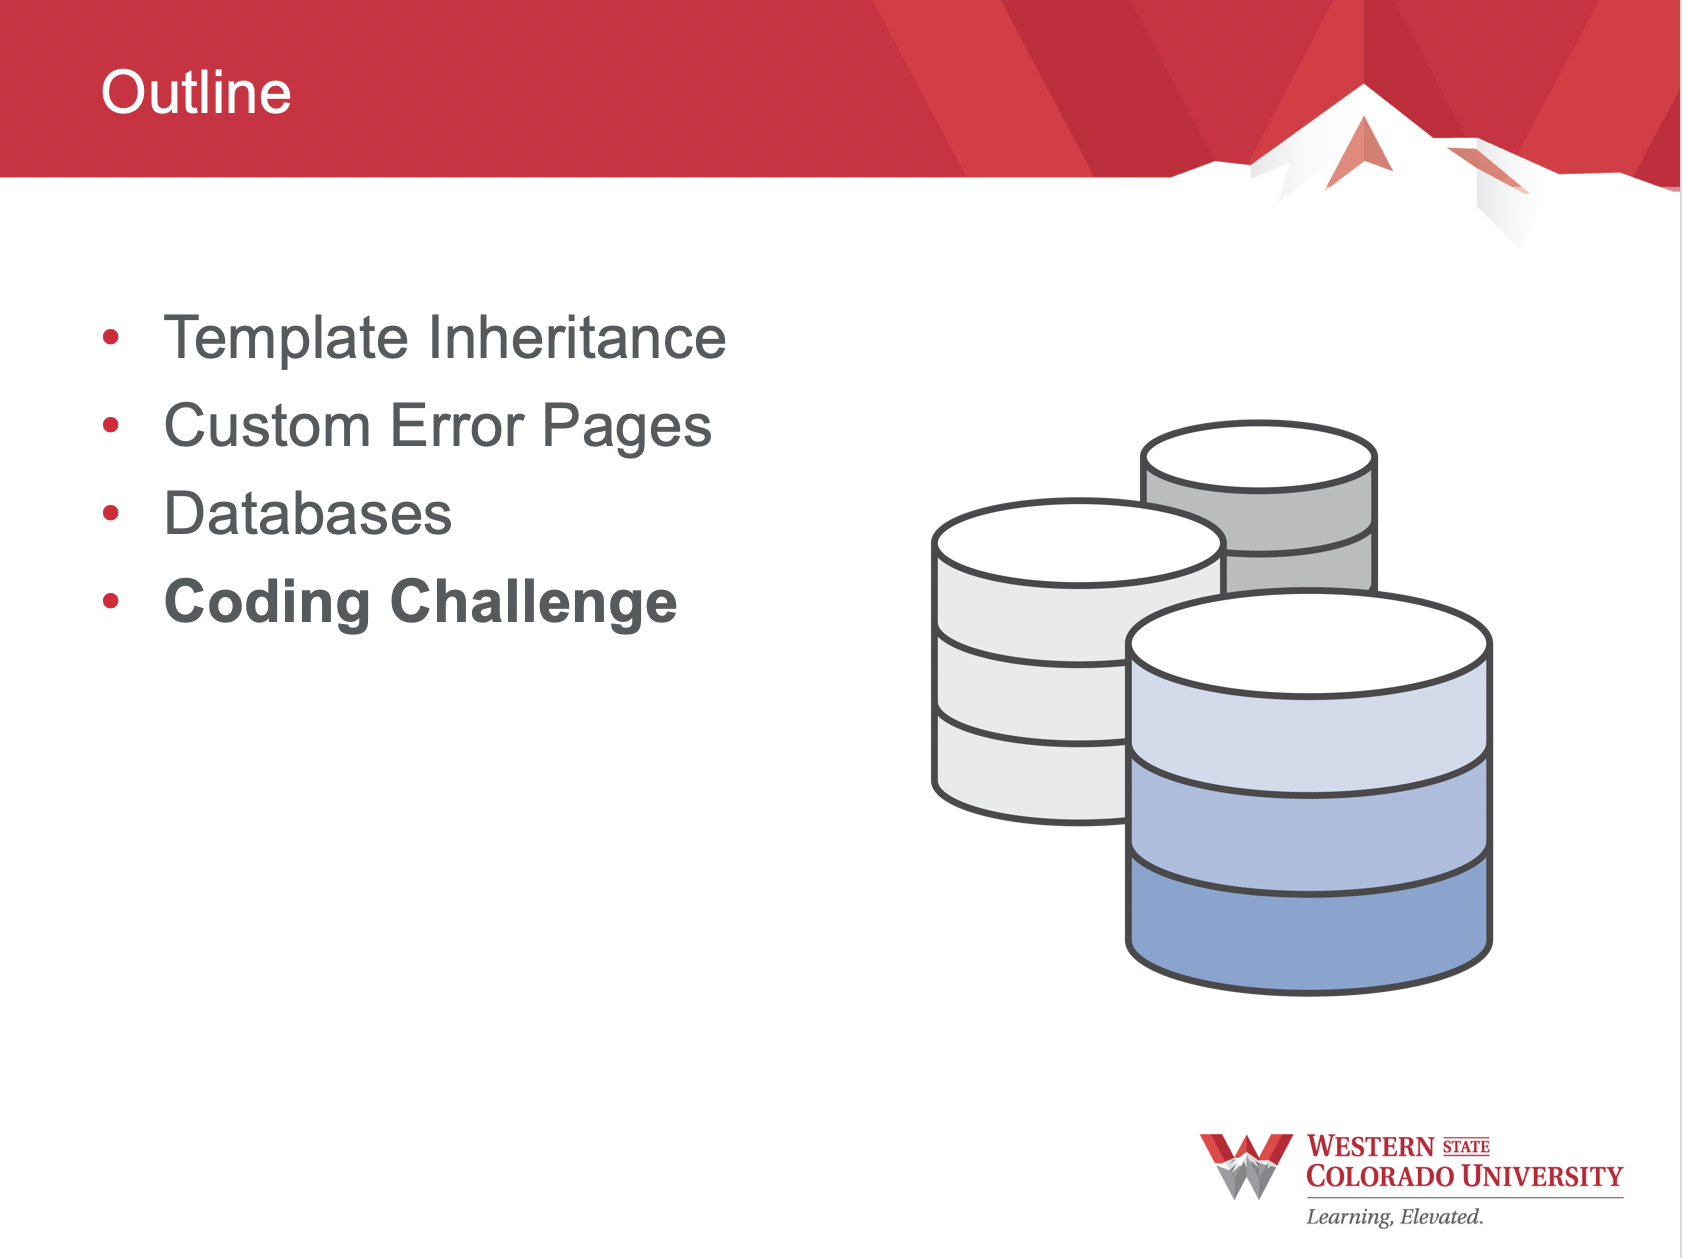 Outline
• Template Inheritance
• Custom Error Pages
• Databases
• Coding Challenge
WESTERN STATE
COLORADO UNIVERSITY
Learning, Elevated.